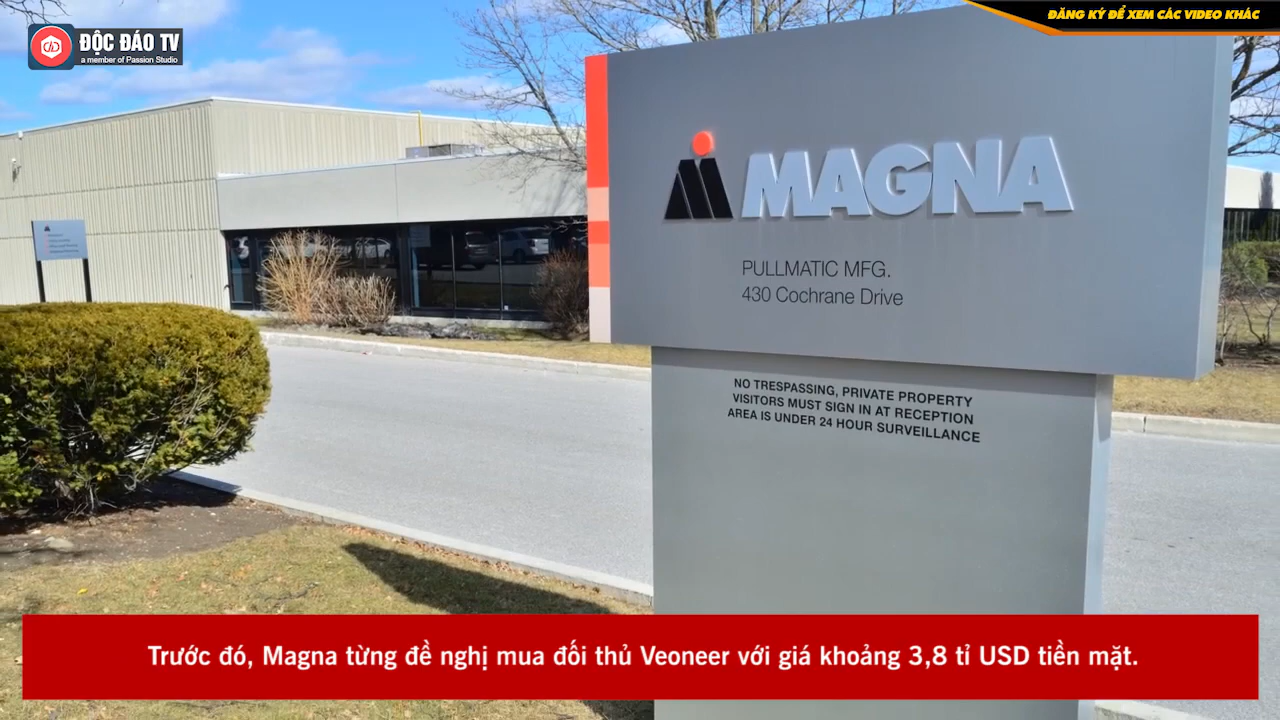 ĐỘC ĐÁO TV
a member of Passion Studio
ĐĂNG KÝ ĐỂ XEM CÁC VIDEO KHÁC
MAGNA
PULLMATIC MFG.
430 Cochrane Drive
NO TRESPASSING, PRIVATE PROPERTY
VISITORS MUST SIGN IN AT RECEPTION
AREA IS UNDER 24 HOUR SURVEILLANCE
Trước đó, Magna từng đề nghị mua đối thủ Veoneer với giá khoảng 3,8 tỉ USD tiền mặt.